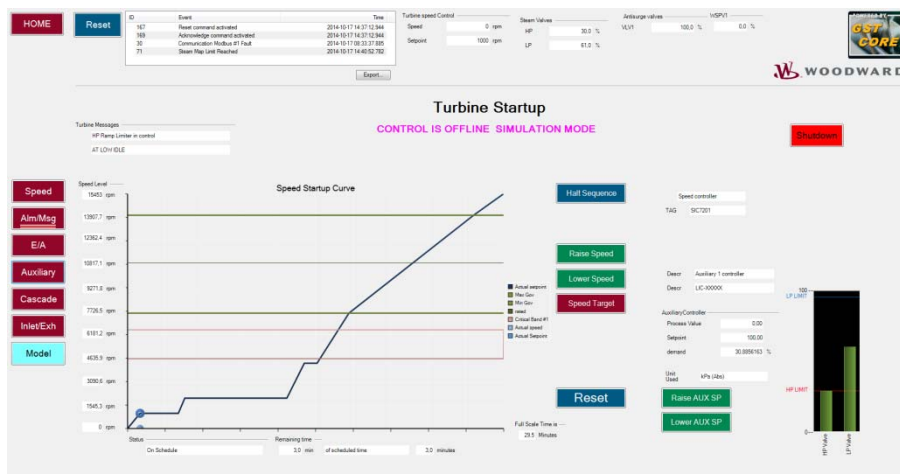 HOME
Reset
ID Event Time
167 Reset command activated 2014-10-17 14:37:12.944
169 Acknowledge command activated 2014-10-17 14:37:12.944
30 Communication Modbus #1 Fault 2014-10-17 08:33:37.885
71 Steam Map Limit Reached 2014-10-17 14:40:52.782
Export...
Turbine speed Control
Speed 0 rpm
Setpoint 1000 rpm
Steam Valves
HP 30.0 %
LP 61.0 %
Antisurge valves
VLV1 100,0 %
WSPV1
0.0 %
POWERED BY
GST
CORE
WOODWARD
Turbine Startup
CONTROL IS OFFLINE SIMULATION MODE
Turbine Messages
HP Ramp Limiter in control
AT LOW IDLE
Shutdown
Speed
Alm/Msg
E/A
Auxiliary
Cascade
Inlet/Exh
Model
Speed Level
Speed Startup Curve
15453 rpm
13907,7 rpm
12362,4 rpm
10817,1 rpm
9271,8 rpm
7726,5 rpm
6181,2 rpm
4635,9 rpm
3090,6 rpm
1545,3 rpm
0 rpm
Actual setpoint
Max Gov
Min Gov
rated
Critical Band #1
Actual speed
Actual Setpoint
Status
On Schedule
Remaining time
3,0 min of scheduled time 3,0 minutes
Full Scale Time is
29,5 Minutes
Halt Sequence
Raise Speed
Lower Speed
Speed Target
Reset
Speed controller
TAG SIC7201
Descr Auxiliary 1 controller
Descr LIC-XXXXX
AuxiliaryController
Process Value 0.00
Setpoint 100.00
demand 30.8856163 %
Unit Used kPa (Abs)
Raise AUX SP
Lower AUX SP
100
LP LIMIT
HP LIMIT
0
HP Valve
LP Valve